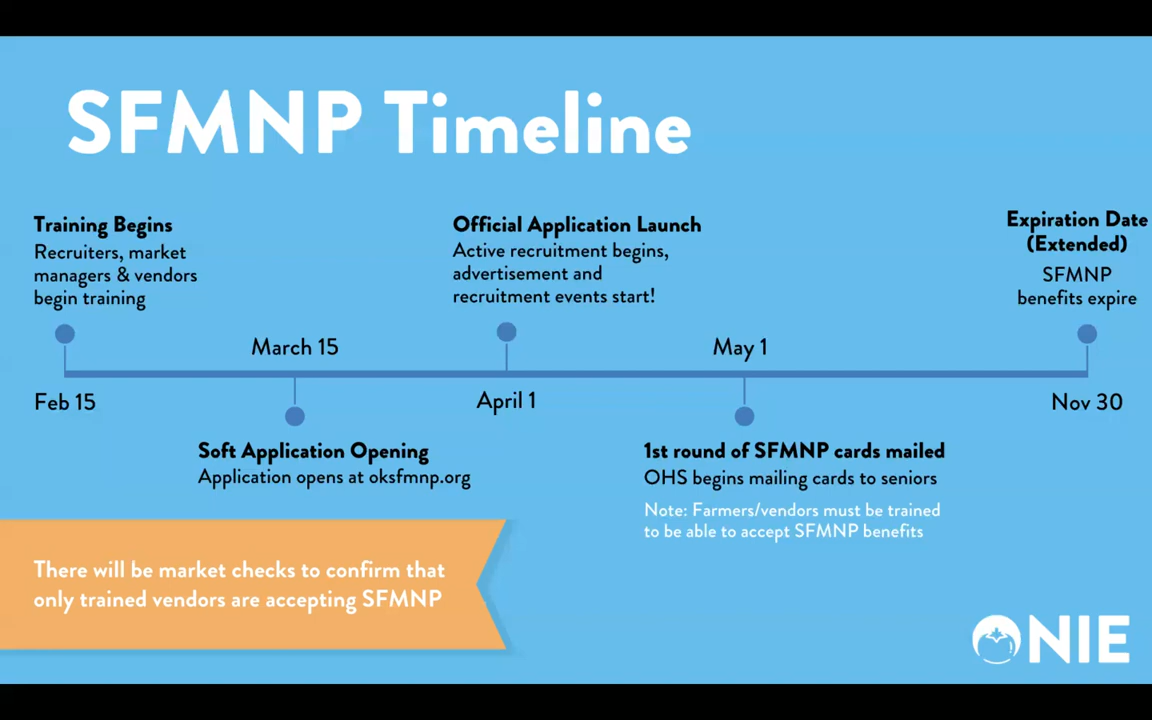 SFMNP Timeline
Training Begins
Recruiters, market
managers & vendors
begin training
Feb 15
March 15
Soft Application Opening
Application opens at oksfmnp.org
Official Application Launch
Active recruitment begins,
advertisement and
recruitment events start!
April 1
May 1
1st round of SFMNP cards mailed
OHS begins mailing cards to seniors
Note: Farmers/vendors must be trained
to be able to accept SFMNP benefits
Expiration Date
(Extended)
SFMNP
benefits expire
Nov 30
There will be market checks to confirm that
only trained vendors are accepting SFMNP
ONIE